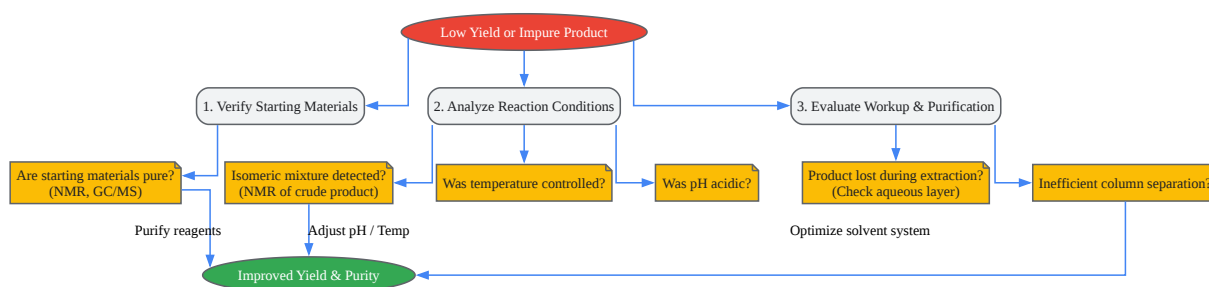 Low Yield or Impure Product
1. Verify Starting Materials
2. Analyze Reaction Conditions
3. Evaluate Workup & Purification
Are starting materials pure?
(NMR, GC/MS)
Isomeric mixture detected?
(NMR of crude product)
Was temperature controlled?
Was pH acidic?
Product lost during extraction?
(Check aqueous layer)
Inefficient column separation?
Purify reagents
Adjust pH / Temp
Optimize solvent system
Improved Yield & Purity